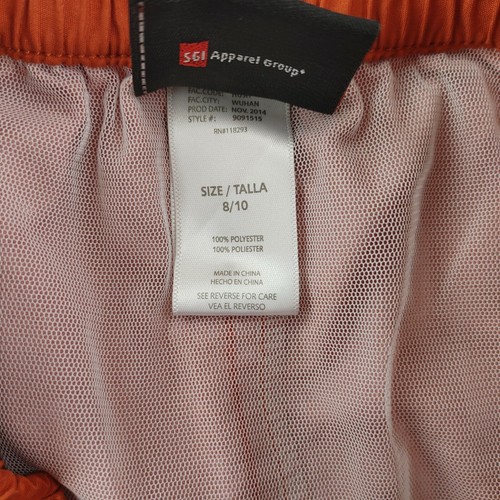 SGI Apparel Group+
FAC.CITY: WUHAN
PROD DATE: NOV. 2014
STYLE #: 9091515
RN#118293
SIZE / TALLA
8/10
100% POLYESTER
100% POLIESTER
MADE IN CHINA
HECHO EN CHINA
SEE REVERSE FOR CARE
VEA EL REVERSO